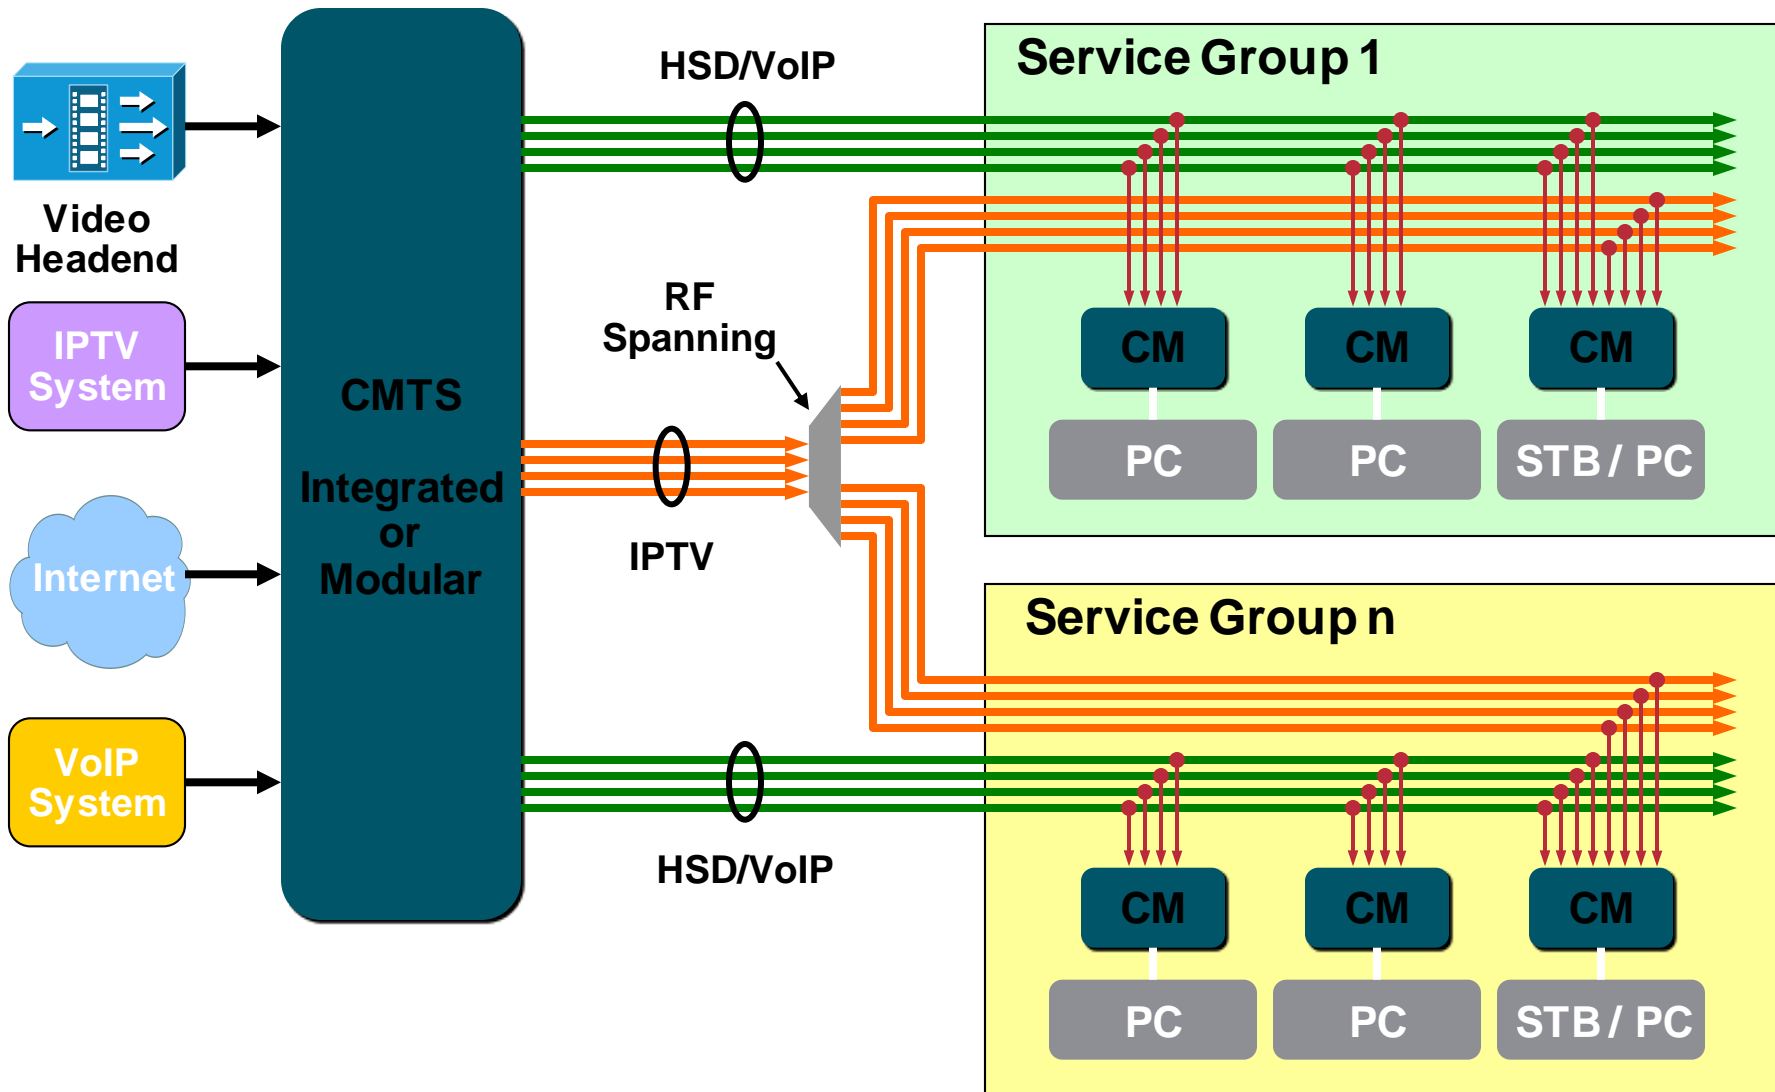 Video
Headend
IPTV
System
Internet
VoIP
System
CMTS
Integrated
or
Modular
HSD/VoIP
RF
Spanning
IPTV
HSD/VoIP
Service Group 1
CM
CM
CM
PC
PC
STB / PC
Service Group n
CM
CM
CM
PC
PC
STB / PC